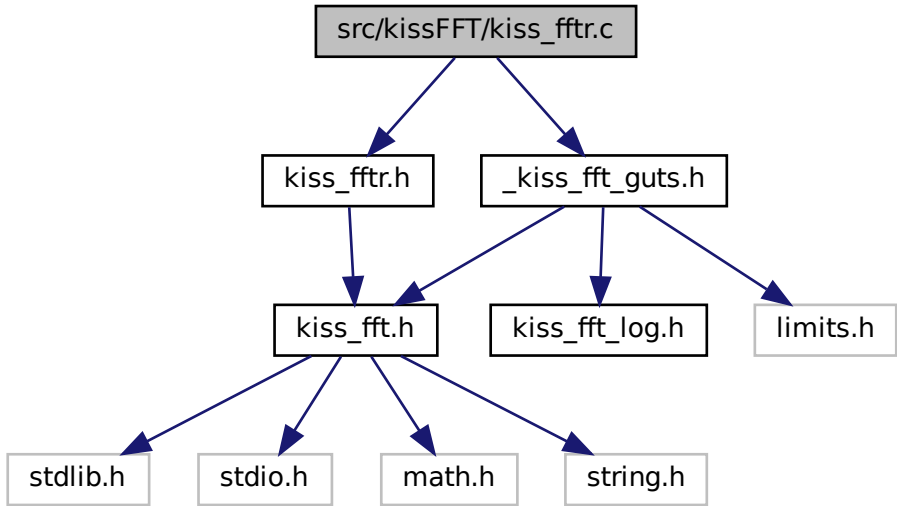 src/kissFFT/kiss_fftr.c
kiss_fftr.h
_kiss_fft_guts.h
kiss_fft.h
kiss_fft_log.h
limits.h
stdlib.h
stdio.h
math.h
string.h